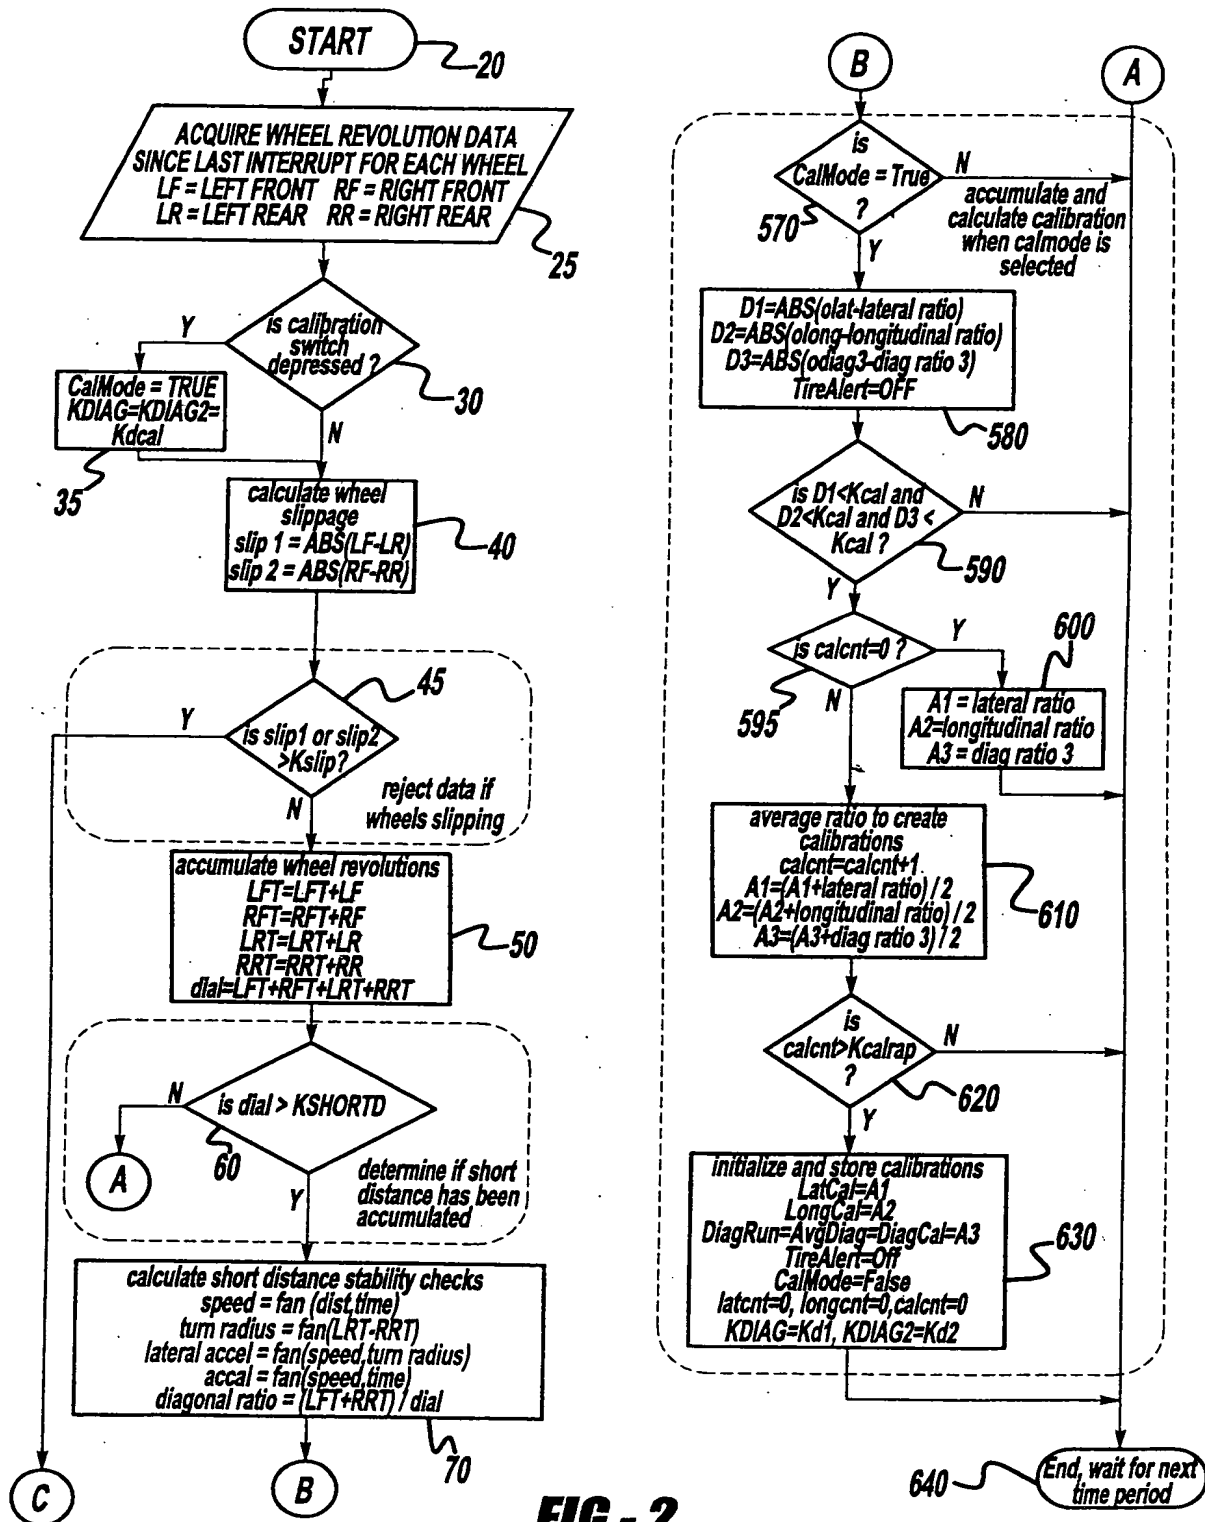 START
20
ACQUIRE WHEEL REVOLUTION DATA
SINCE LAST INTERRUPT FOR EACH WHEEL
LF = LEFT FRONT RF = RIGHT FRONT
LR = LEFT REAR RR = RIGHT REAR
25
is calibration
switch
depressed ?
Y
30
CalMode = TRUE
KDIAG=KDIAG2=
Kdcal
35
N
calculate wheel
slippage
slip 1 = ABS(LF-LR)
slip 2 = ABS(RF-RR)
40
45
Y
is slip1 or slip2
>Kslip?
N
reject data if
wheels slipping
accumulate wheel revolutions
LFT=LFT+LF
RFT=RFT+RF
LRT=LRT+LR
RRT=RRT+RR
dial=LFT+RFT+LRT+RRT
50
N
is dial > KSHORTD
60
A
Y
determine if short
distance has been
accumulated
calculate short distance stability checks
speed = fan (dist,time)
turn radius = fan(LRT-RRT)
lateral accel = fan(speed,turn radius)
accal = fan(speed,time)
diagonal ratio = (LFT+RRT) / dial
70
C
B
B
A
is
CalMode = True
?
N
570
Y
accumulate and
calculate calibration
when calmode is
selected
D1=ABS(olat-lateral ratio)
D2=ABS(olong-longitudinal ratio)
D3=ABS(odiag3-diag ratio 3)
TireAlert=OFF
580
is D1<Kcal and
D2<Kcal and D3 <
Kcal ?
N
590
Y
is calcnt=0 ?
Y
600
595
N
A1 = lateral ratio
A2=longitudinal ratio
A3 = diag ratio 3
average ratio to create
calibrations
calcnt=calcnt+1
A1=(A1+lateral ratio) / 2
A2=(A2+longitudinal ratio) / 2
A3=(A3+diag ratio 3) / 2
610
is
calcnt>Kcalrap
?
N
620
Y
initialize and store calibrations
LatCal=A1
LongCal=A2
DiagRun=AvgDiag=DiagCal=A3
TireAlert=Off
CalMode=False
latcnt=0, longcnt=0,calcnt=0
KDIAG=Kd1, KDIAG2=Kd2
630
640
End, wait for next
time period
FIG - 2